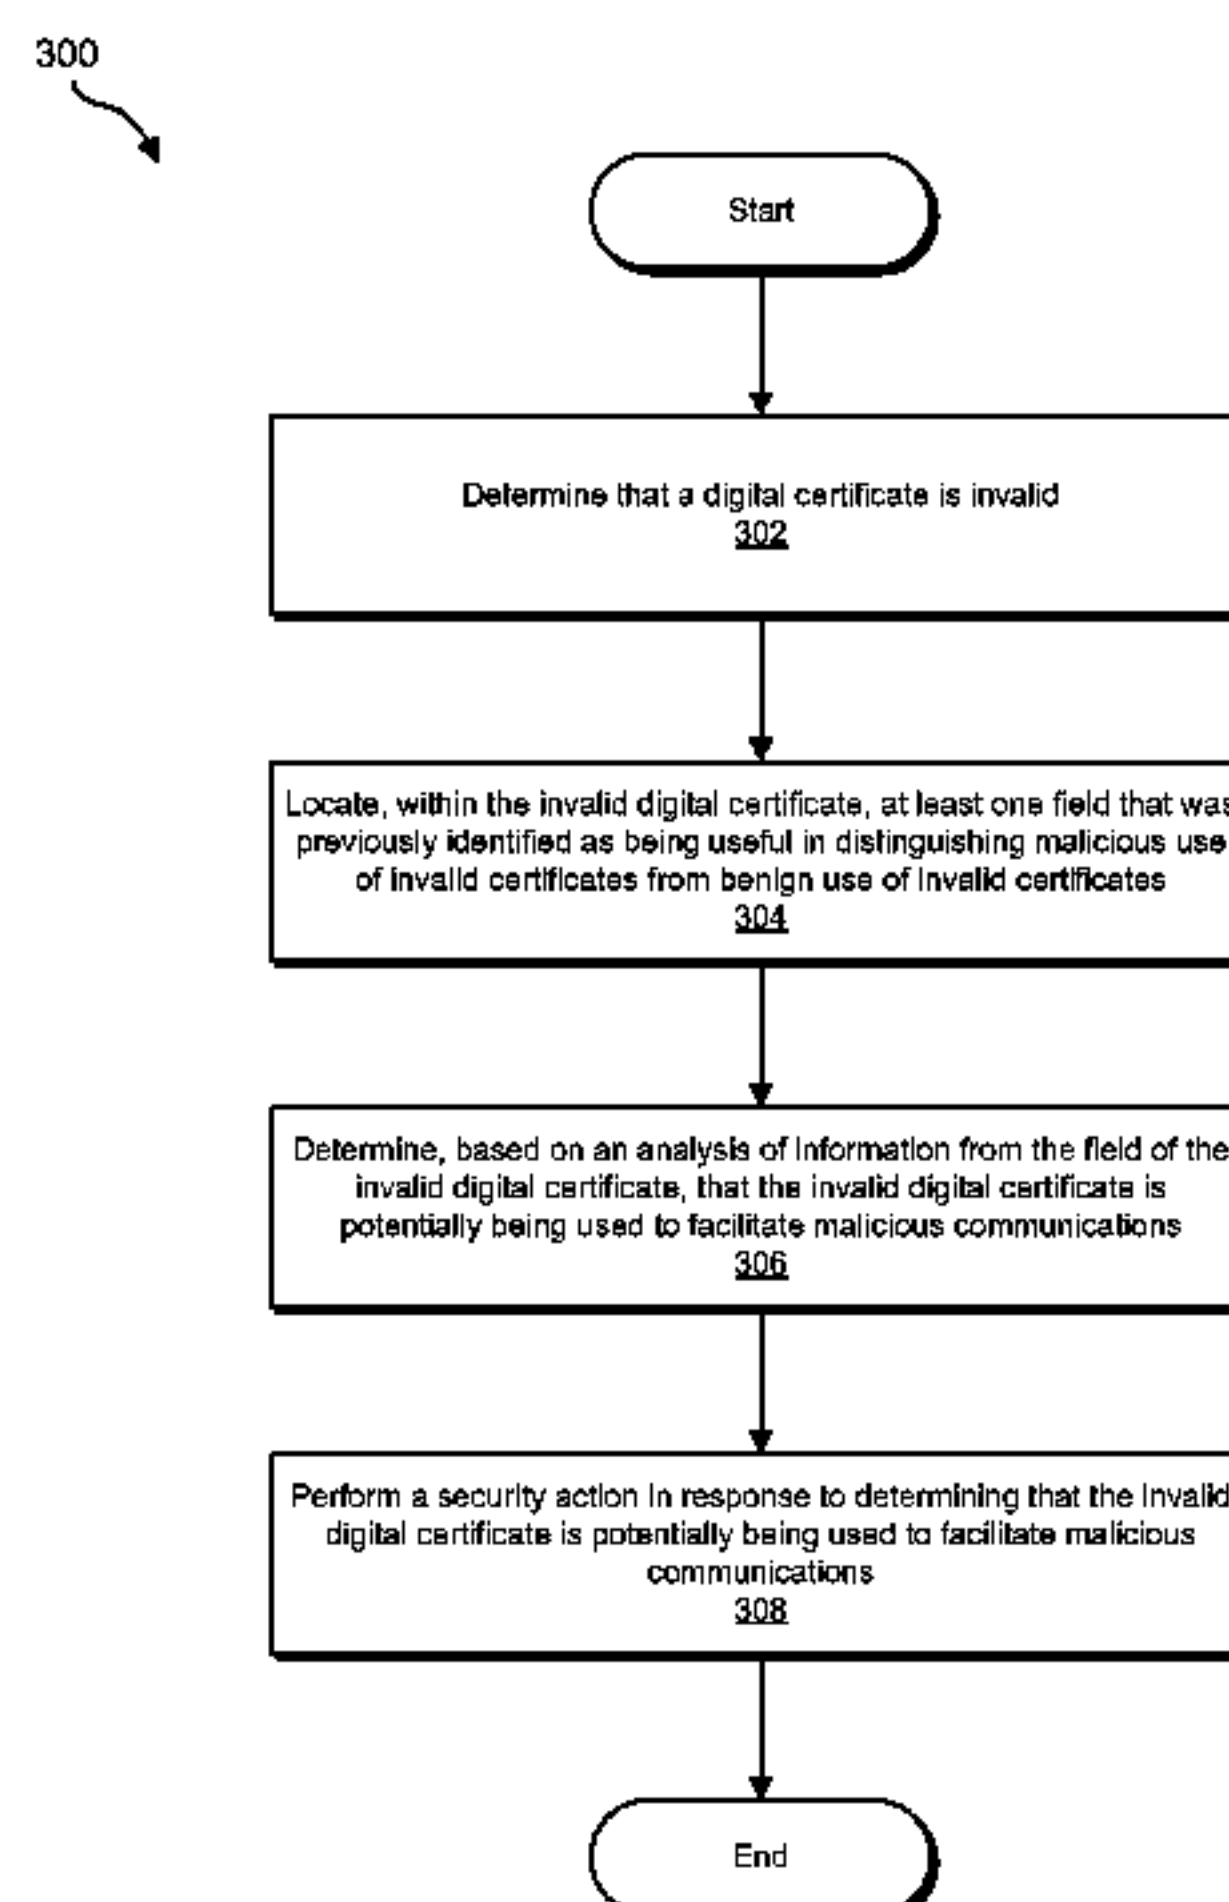 300
Start
Determine that a digital certificate is invalid
302
Locate, within the invalid digital certificate, at least one field that was
previously identified as being useful in distinguishing malicious use
of invalid certificates from benign use of invalid certificates
304
Determine, based on an analysis of information from the field of the
invalid digital certificate, that the invalid digital certificate is
potentially being used to facilitate malicious communications
306
Perform a security action in response to determining that the invalid
digital certificate is potentially being used to facilitate malicious
communications
308
End